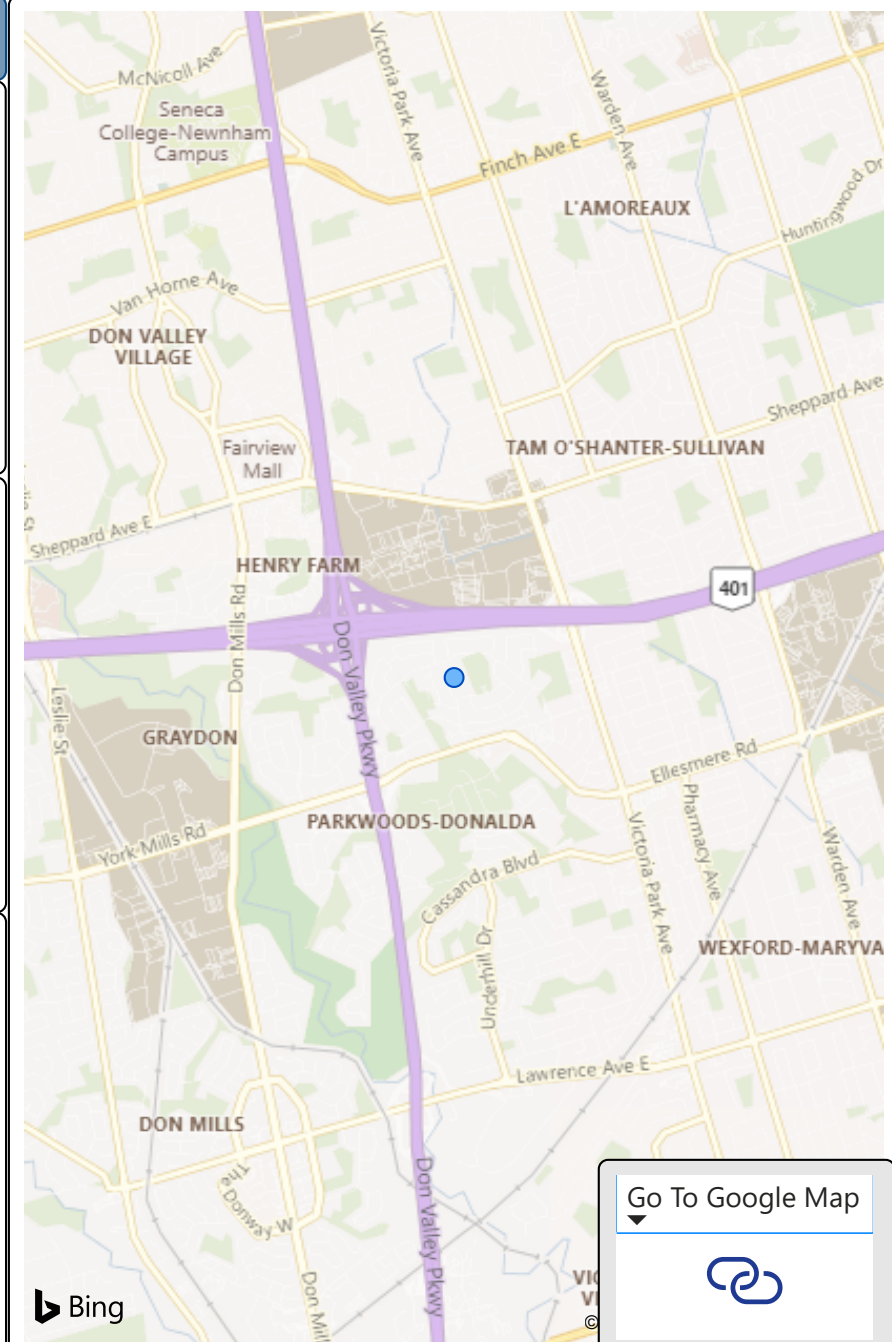 McNicoll Ave
Victoria Park Ave
Warden Ave
Seneca
College-Newnham
Campus
Finch Ave E
L'AMOREAUX
Huntingwood Dr
Van Horne Ave
DON VALLEY
VILLAGE
Sheppard Ave
Fairview
Mall
TAM O'SHANTER-SULLIVAN
Sheppard Ave E
HENRY FARM
401
Don Mills Rd
Don Valley Pkwy
Leslie St
GRAYDON
Ellesmere Rd
Pharmacy Ave
PARKWOODS-DONALDA
York Mills Rd
Victoria Park Ave
Warden Ave
Cassandra Blvd
WEXFORD-MARYVA
Underhill Dr
Lawrence Ave E
DON MILLS
The Donway W
Don Valley Pkwy
Don Mill
Go To Google Map
VIC
VI
©
Bing